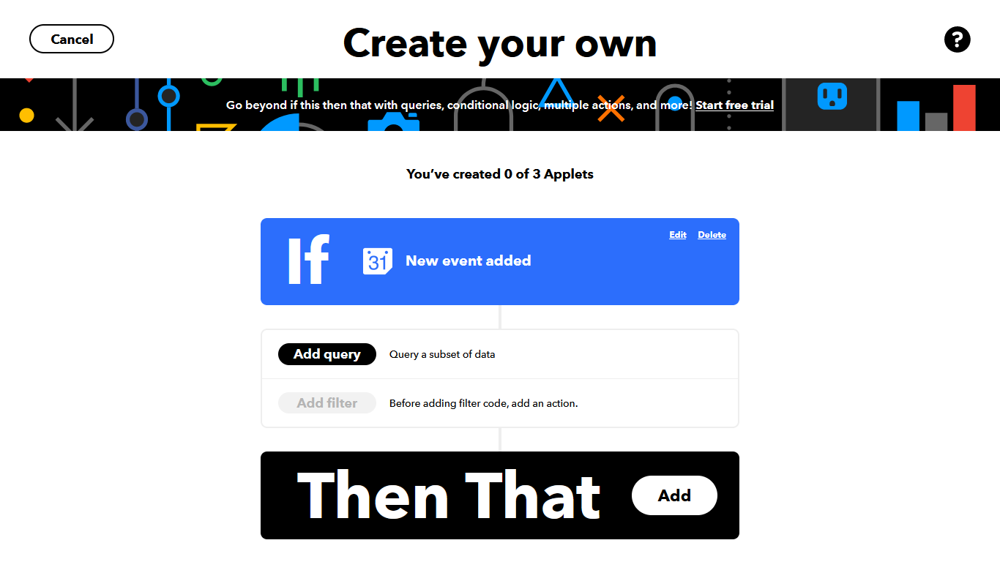 Cancel
Create your own
?
Go beyond if this then that with queries, conditional logic, multiple actions, and more! Start free trial
You’ve created 0 of 3 Applets
Edit Delete
If 31 New event added
Add query Query a subset of data
Add filter Before adding filter code, add an action.
Then That Add